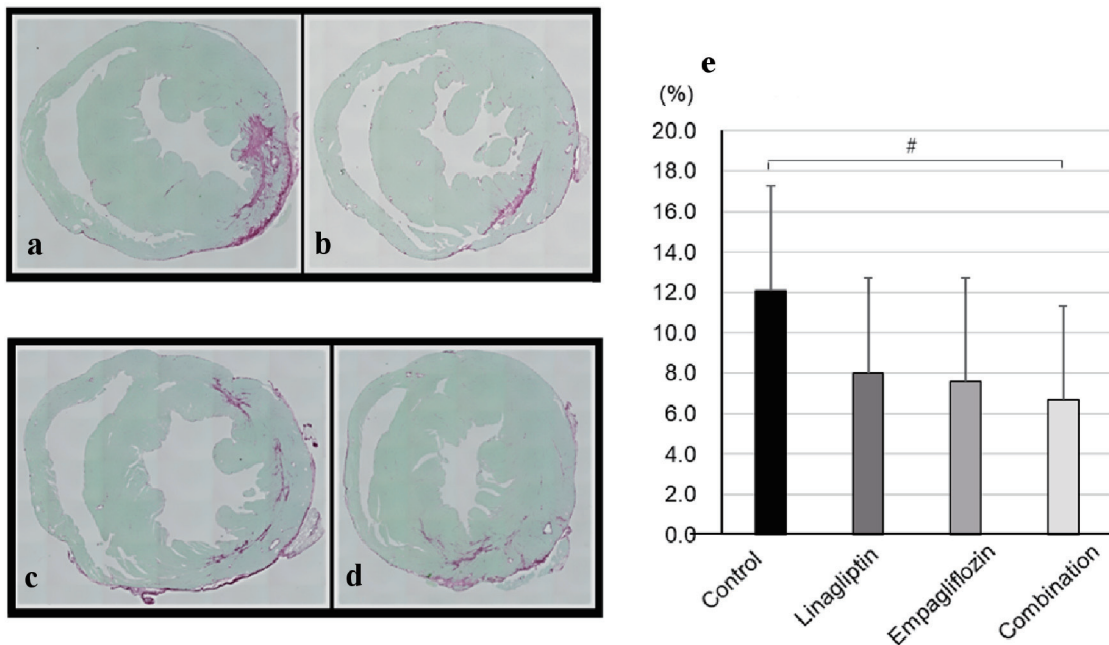 a
b
c
d
e
(%)
20.0
#
18.0
16.0
14.0
12.0
10.0
8.0
6.0
4.0
2.0
0.0
Control
Linagliptin
Empagliflozin
Combination